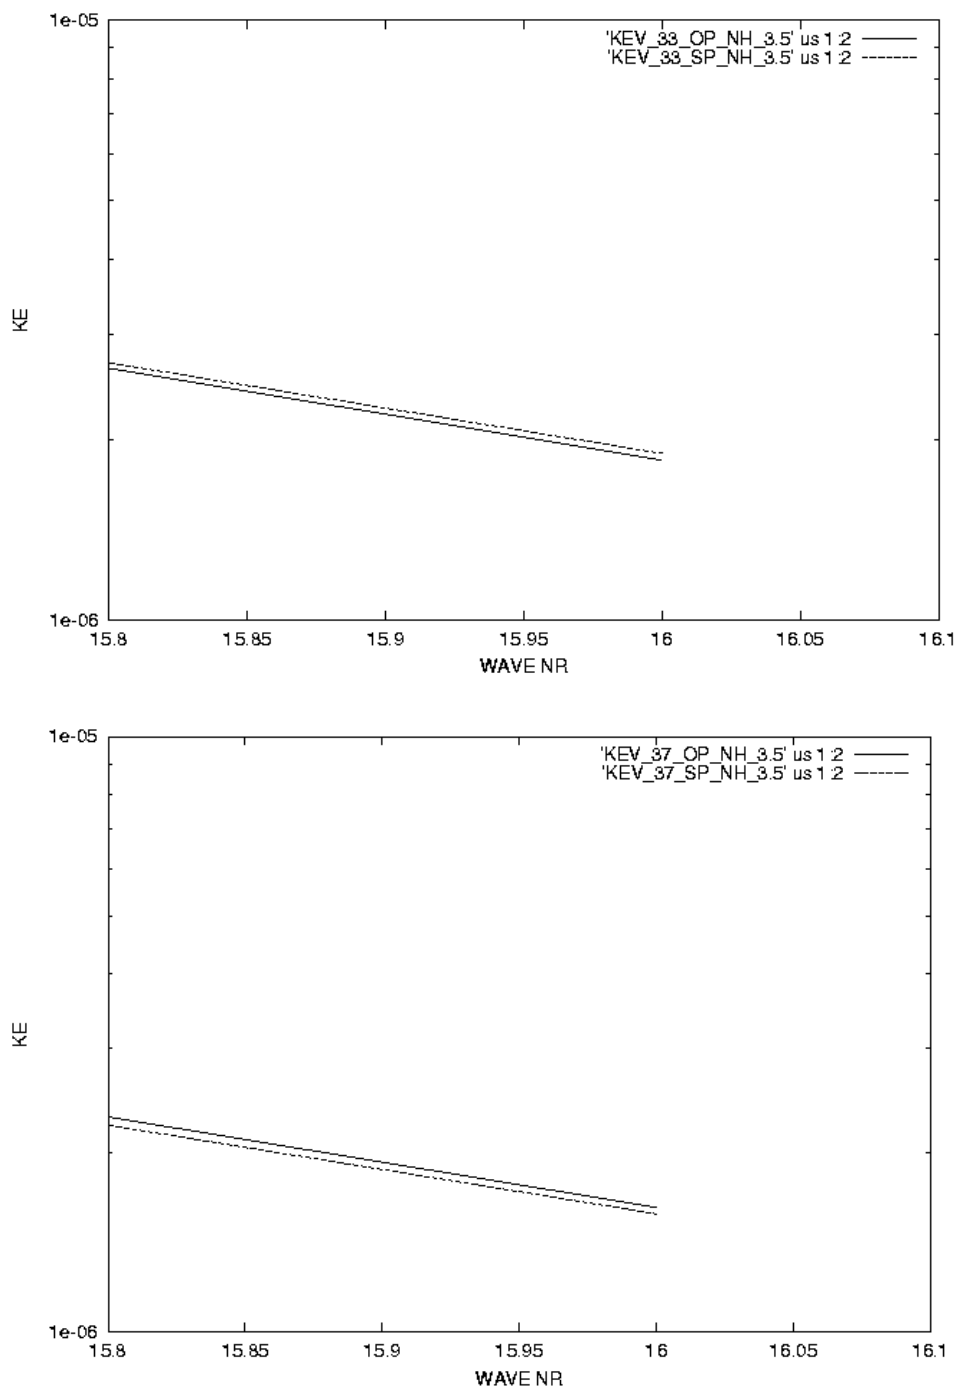 1e-05
'KEV_33_OP_NH_3.5' us 1:2
'KEV_33_SP_NH_3.5' us 1:2
KE
1e-06
15.8 15.85 15.9 15.95 16 16.05 16.1
WAVE NR
1e-05
'KEV_37_OP_NH_3.5' us 1:2
'KEV_37_SP_NH_3.5' us 1:2
KE
1e-06
15.8 15.85 15.9 15.95 16 16.05 16.1
WAVE NR